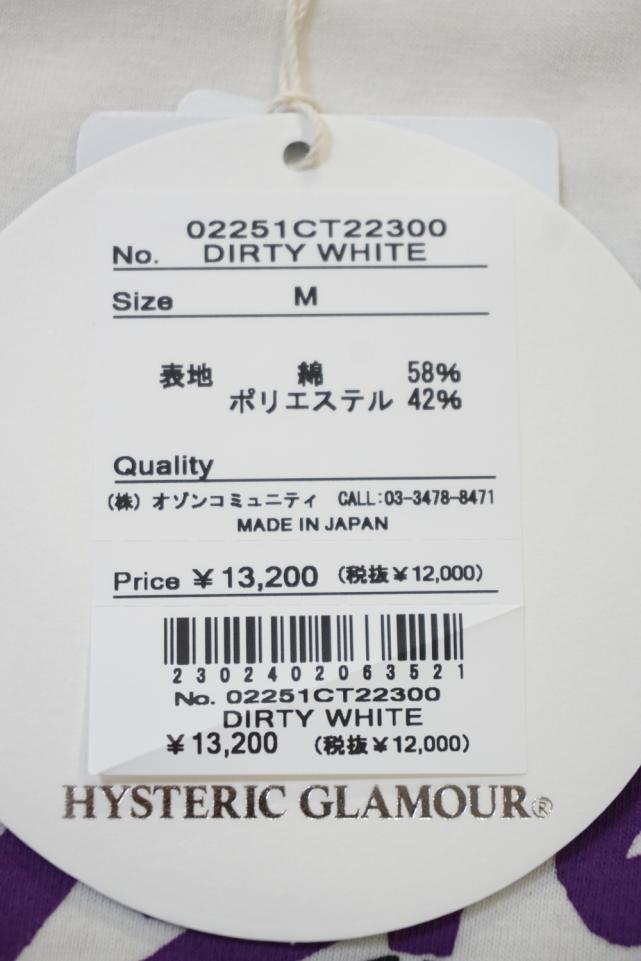 02251CT22300
No. DIRTY WHITE
Size M
表地 綿 58%
ポリエステル 42%
Quality
(株) オゾンコミュニティ CALL:03-3478-8471
MADE IN JAPAN
Price ¥13,200 (税抜¥12,000)
2302402063521
No. 02251CT22300
DIRTY WHITE
¥13,200 (税抜¥12,000)
HYSTERIC GLAMOUR®